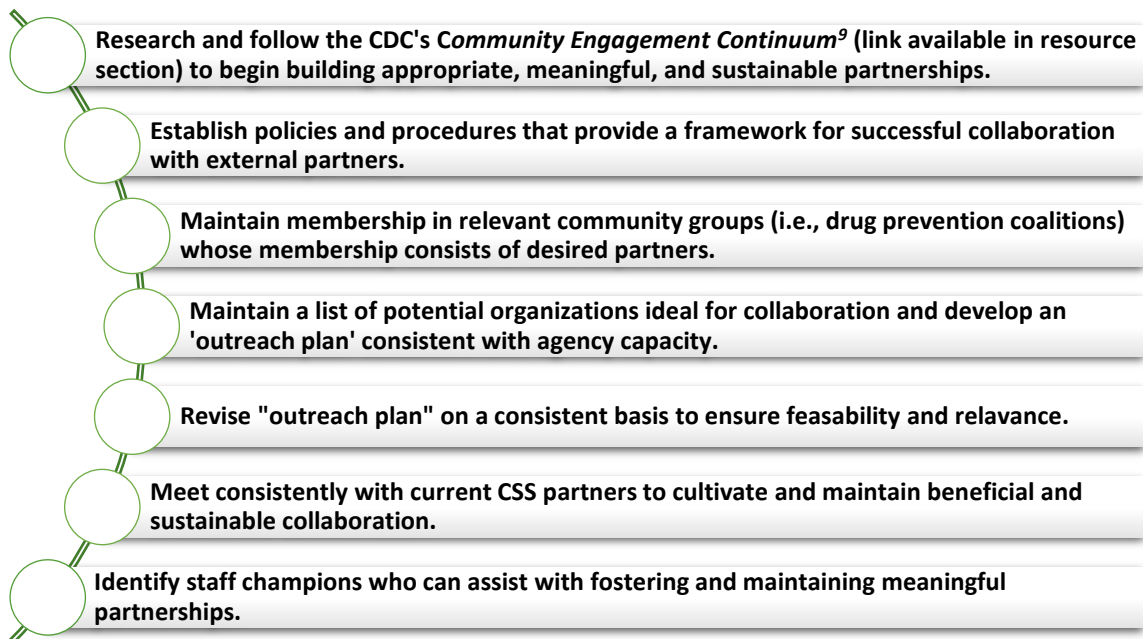 Research and follow the CDC's Community Engagement Continuum⁹ (link available in resource
section) to begin building appropriate, meaningful, and sustainable partnerships.
Establish policies and procedures that provide a framework for successful collaboration
with external partners.
Maintain membership in relevant community groups (i.e., drug prevention coalitions)
whose membership consists of desired partners.
Maintain a list of potential organizations ideal for collaboration and develop an
'outreach plan' consistent with agency capacity.
Revise "outreach plan" on a consistent basis to ensure feasability and relavance.
Meet consistently with current CSS partners to cultivate and maintain beneficial and
sustainable collaboration.
Identify staff champions who can assist with fostering and maintaining meaningful
partnerships.